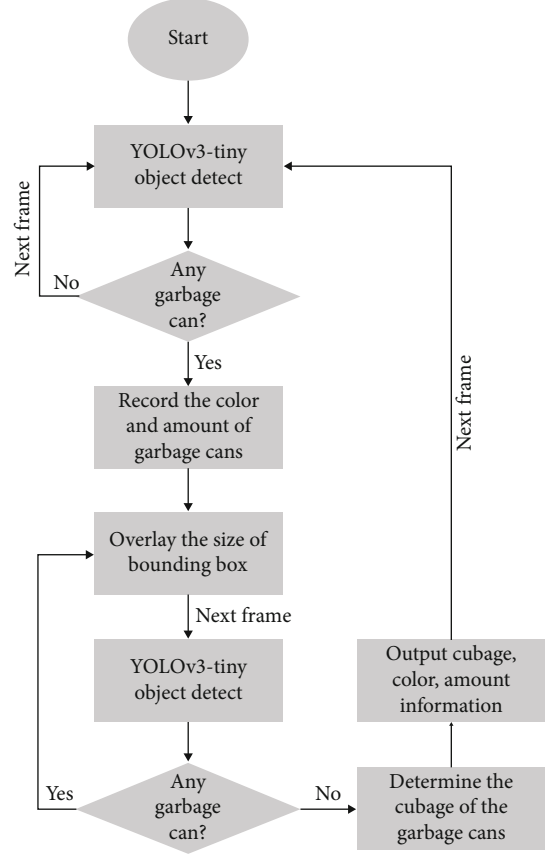 Start
YOLOv3-tiny
object detect
Next frame
No
Any
garbage
can?
Yes
Record the color
and amount of
garbage cans
Overlay the size of
bounding box
Next frame
YOLOv3-tiny
object detect
Yes
Any
garbage
can?
No
Determine the
cubage of the
garbage cans
Output cubage,
color, amount
information
Next frame